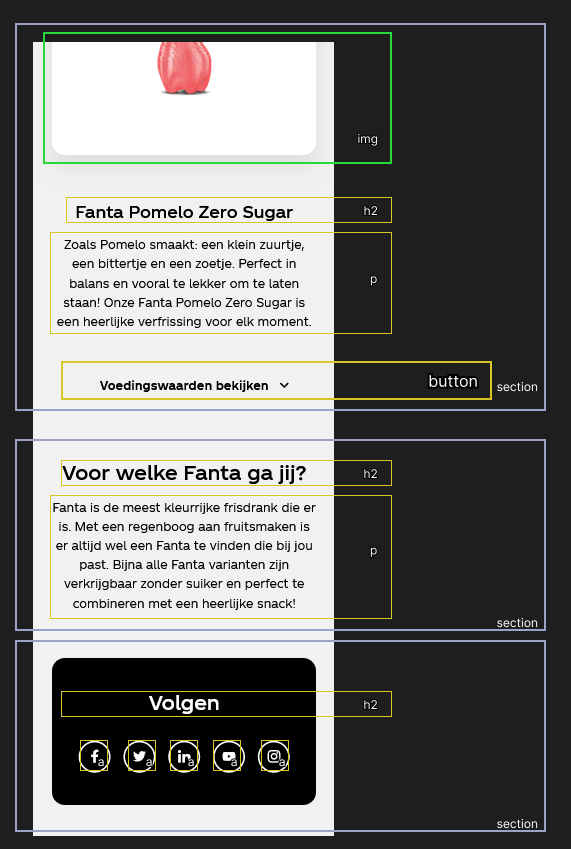 img
Fanta Pomelo Zero Sugar
h2
Zoals Pomelo smaakt: een klein zuurtje,
een bittertje en een zoetje. Perfect in
balans en vooral te lekker om te laten
staan! Onze Fanta Pomelo Zero Sugar is
een heerlijke verfrissing voor elk moment.
p
Voedingswaarden bekijken
button
section
Voor welke Fanta ga jij?
h2
Fanta is de meest kleurrijke frisdrank die er
is. Met een regenboog aan fruitsmaken is
er altijd wel een Fanta te vinden die bij jou
past. Bijna alle Fanta varianten zijn
verkrijgbaar zonder suiker en perfect te
combineren met een heerlijke snack!
p
section
Volgen
h2
a
a
in
a
a
a
section